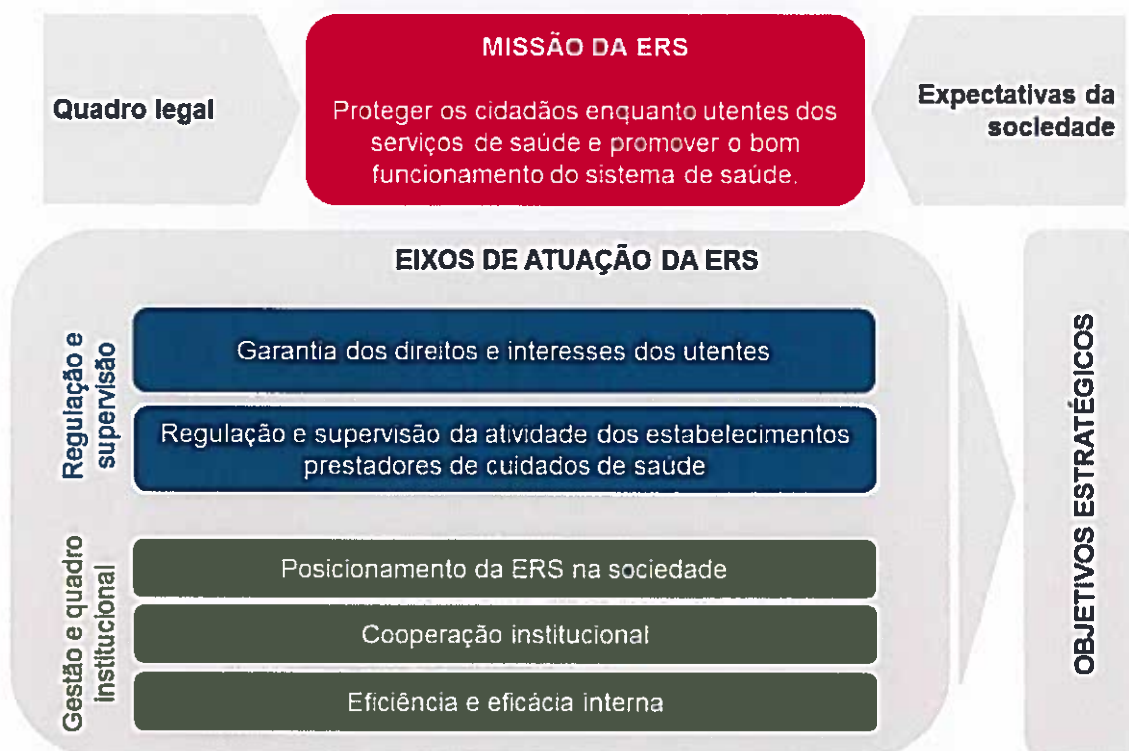 MISSÃO DA ERS
Quadro legal
Proteger os cidadãos enquanto utentes dos
serviços de saúde e promover o bom
funcionamento do sistema de saúde.
Expectativas da
sociedade
EIXOS DE ATUAÇÃO DA ERS
Regulação e
supervisão
Garantia dos direitos e interesses dos utentes
Regulação e supervisão da atividade dos estabelecimentos
prestadores de cuidados de saúde
Gestão e quadro
institucional
Posicionamento da ERS na sociedade
Cooperação institucional
Eficiência e eficácia interna
OBJETIVOS ESTRATÉGICOS